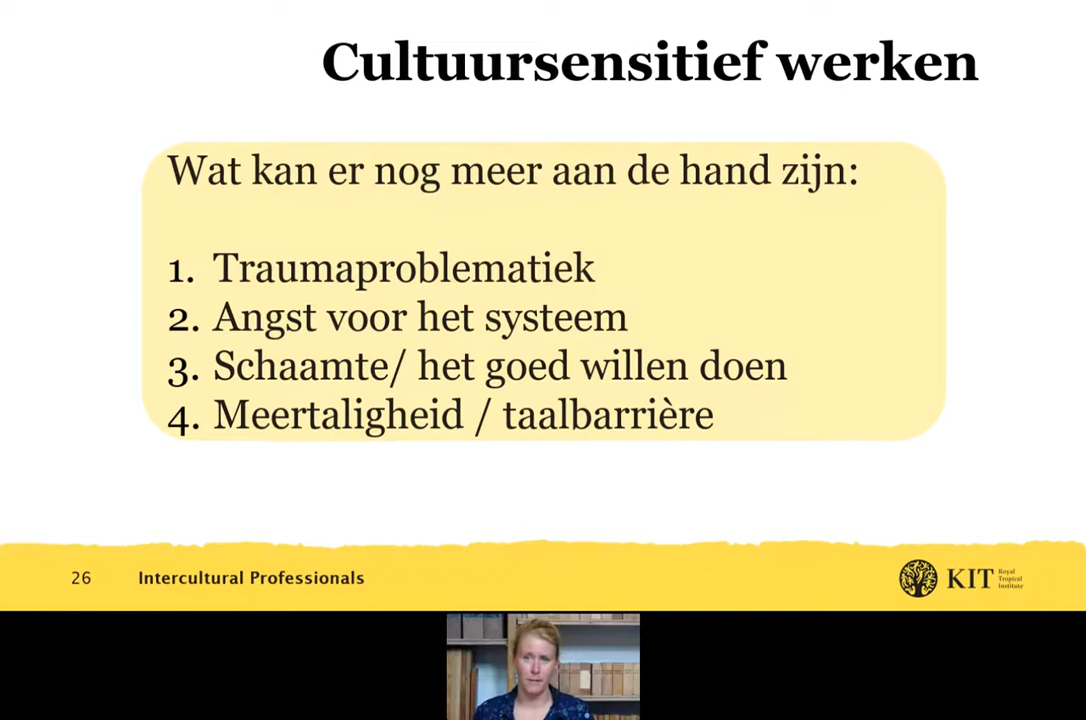 Cultuursensitief werken
Wat kan er nog meer aan de hand zijn:
1. Traumaproblematiek
2. Angst voor het systeem
3. Schaamte/ het goed willen doen
4. Meertaligheid / taalbarrière
26 Intercultural Professionals
KIT
Royal
Tropical
Institute